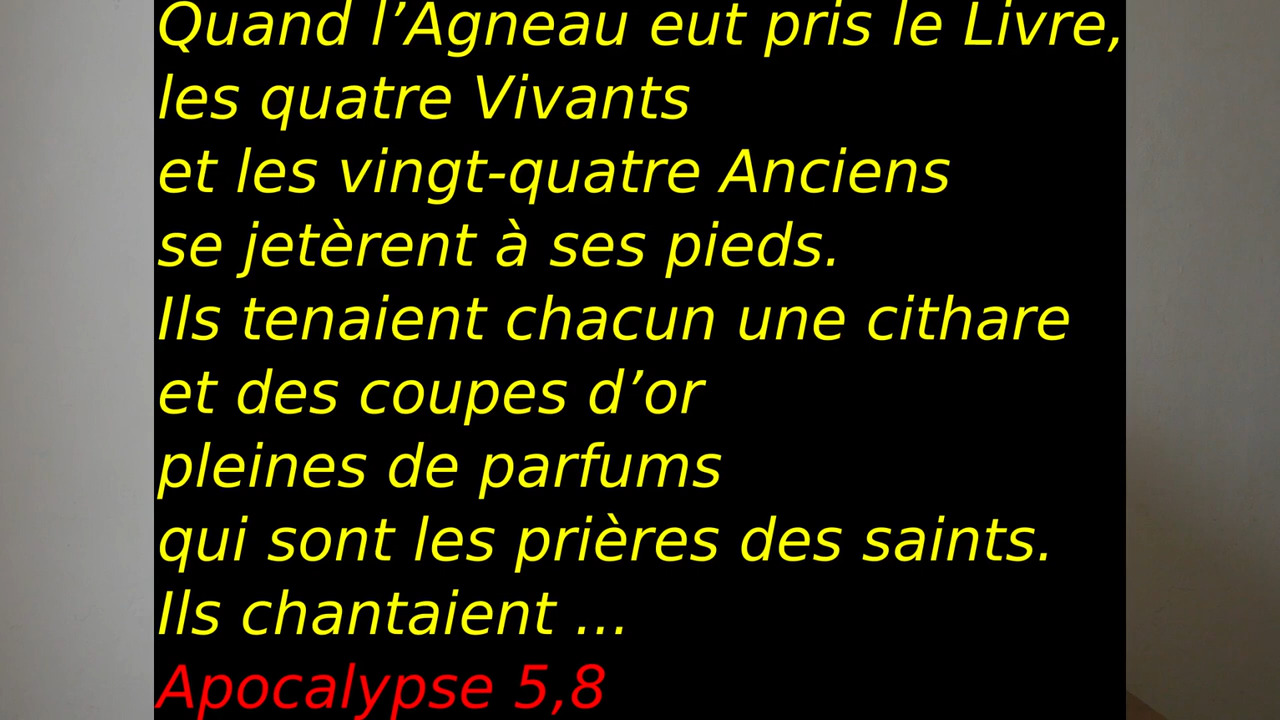 Quand l’Agneau eut pris le Livre,
les quatre Vivants
et les vingt-quatre Anciens
se jetèrent à ses pieds.
Ils tenaient chacun une cithare
et des coupes d’or
pleines de parfums
qui sont les prières des saints.
Ils chantaient ...
Apocalypse 5,8